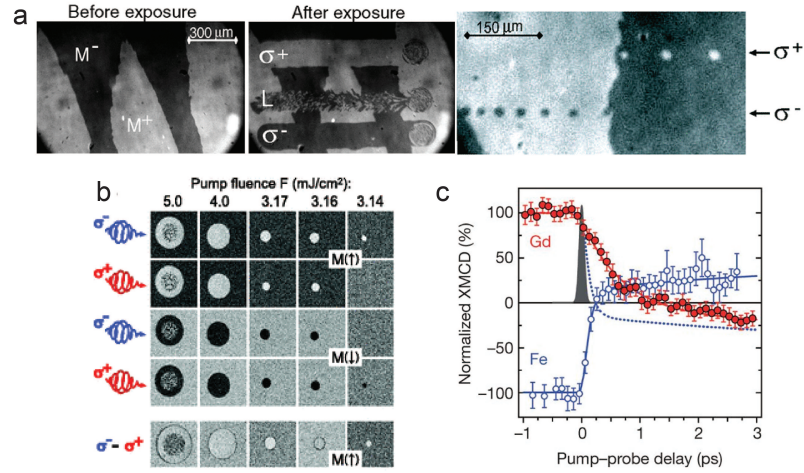 a
Before exposure
After exposure
M⁻
300 μm
M⁺
σ+
L
σ-
150 μm
σ+
σ-
b
Pump fluence F (mJ/cm²):
5.0 4.0 3.17 3.16 3.14
σ⁻
M(↑)
σ⁺
σ⁻
M(↓)
σ⁺
σ⁻ - σ⁺
M(↑)
c
Normalized XMCD (%)
100
50
0
-50
-100
Gd
Fe
-1 0 1 2 3
Pump–probe delay (ps)